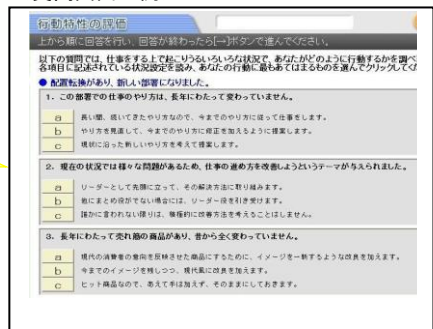 行動特性の評価
上から順に回答を行い、回答が終わったら[→]ボタンで進んでください。
以下の質問では、仕事をする上で起こりうるいろいろな状況で、あなたがどのように行動するかを調べ
各項目に記述されている状況設定を読み、あなたの行動に最もあてはまるものを選んでクリックしてく
● 配置転換があり、新しい部署になりました。
1．この部署での仕事のやり方は、長年にわたって変わっていません。
a 長い間、続いてきたやり方なので、今までのやり方に従って仕事をします。
b やり方を見直して、今までのやり方に修正を加えるように提案します。
c 現状に沿った新しいやり方を考えて提案します。
2．現在の状況では様々な問題があるため、仕事の進め方を改善しようというテーマが与えられました。
a リーダーとして先頭に立って、その解決方法に取り組みます。
b 他にまとめ役がでない場合には、リーダー役を引き受けます。
c 誰かに言われない限りは、積極的に改善方法を考えることはしません。
3．長年にわたって売れ筋の商品があり、昔から全く変わっていません。
a 現代の消費者の意向を反映させた商品にするために、イメージを一新するような改良を加えます。
b 今までのイメージを残しつつ、現代風に改良を加えます。
c ヒット商品なので、あえて手は加えず、そのままにしておきます。